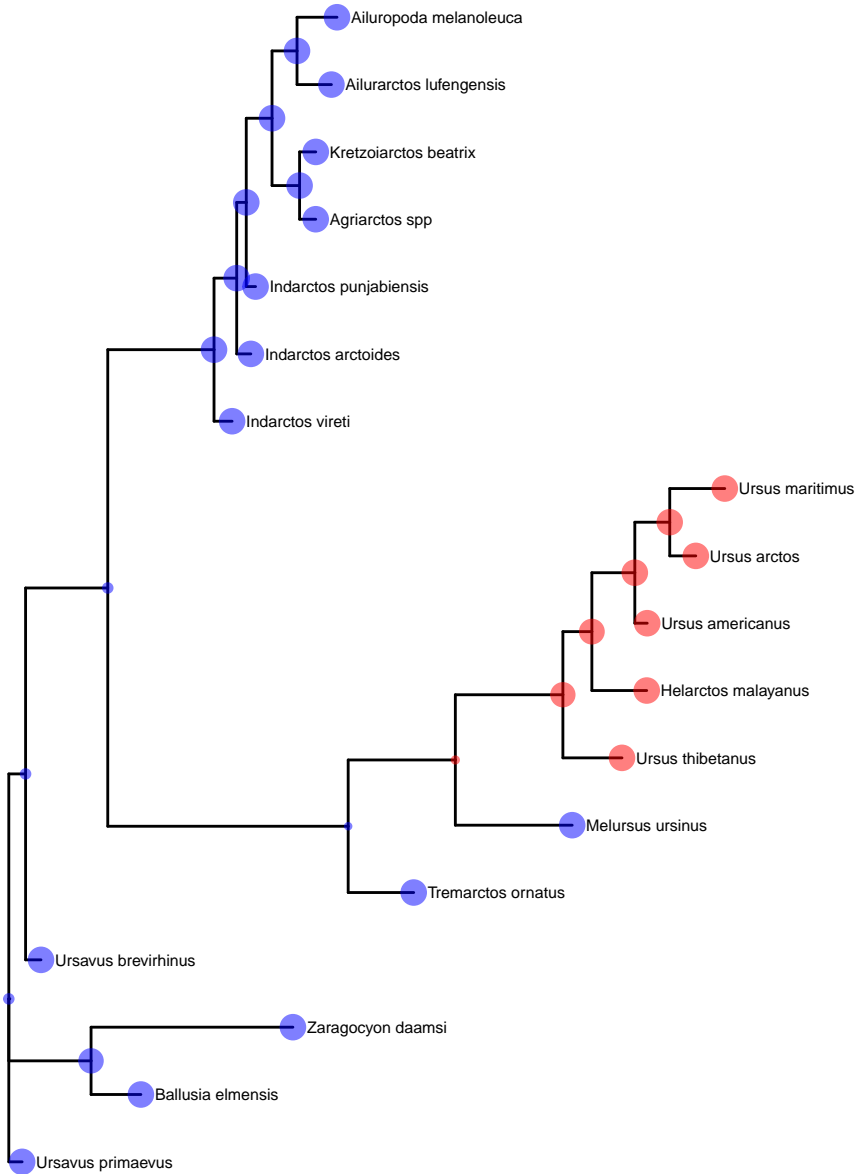 Ailuropoda melanoleuca
Ailurarctos lufengensis
Kretzoiarctos beatrix
Agriarctos spp
Indarctos punjabiensis
Indarctos arctoides
Indarctos vireti
Ursus maritimus
Ursus arctos
Ursus americanus
Helarctos malayanus
Ursus thibetanus
Melursus ursinus
Tremarctos ornatus
Ursavus brevirhinus
Zaragocyon daamsi
Ballusia elmensis
Ursavus primaevus